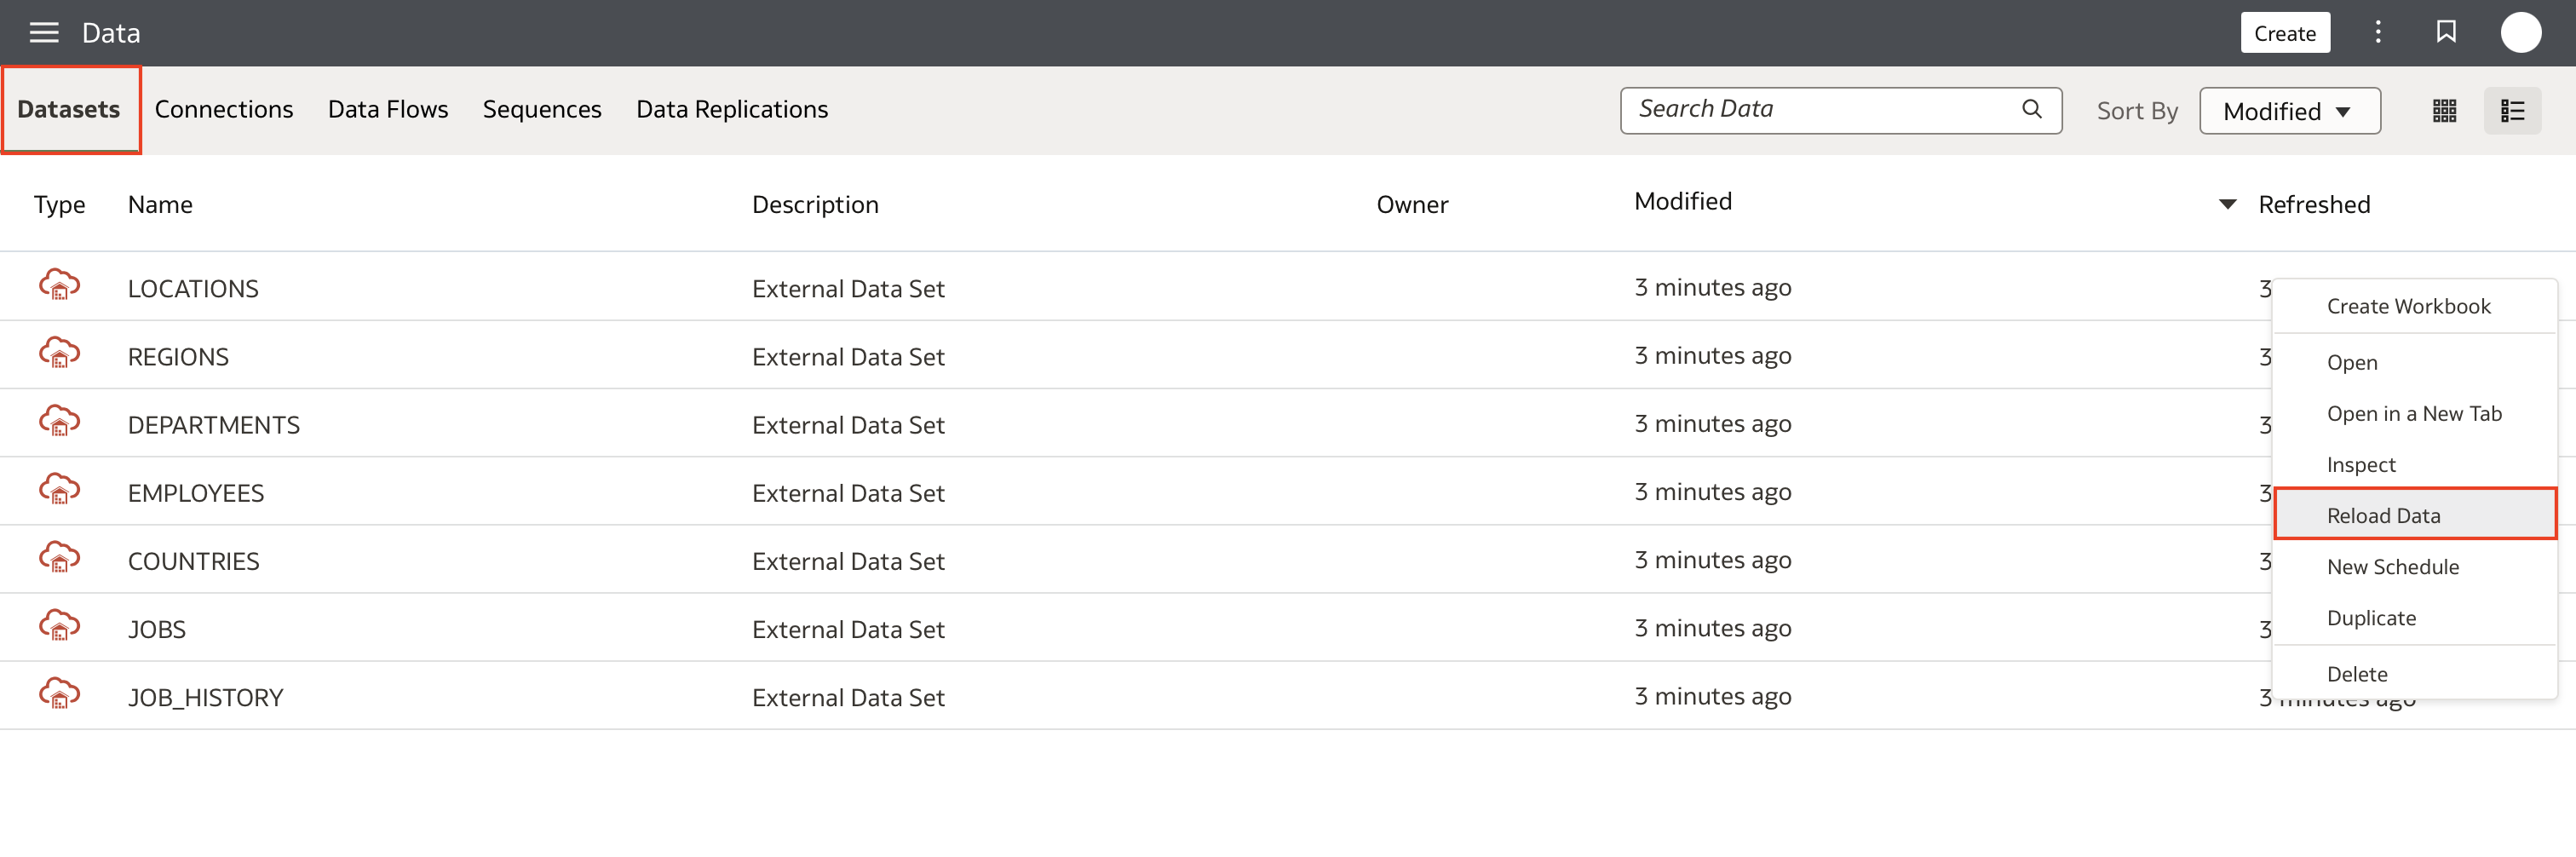 Data Create
Datasets Connections Data Flows Sequences Data Replications Search Data Sort By Modified
Type Name Description Owner Modified Refreshed
LOCATIONS External Data Set 3 minutes ago 3
REGIONS External Data Set 3 minutes ago 3
DEPARTMENTS External Data Set 3 minutes ago 3
EMPLOYEES External Data Set 3 minutes ago 3
COUNTRIES External Data Set 3 minutes ago 3
JOBS External Data Set 3 minutes ago 3
JOB_HISTORY External Data Set 3 minutes ago 3 minutes ago
Create Workbook
Open
Open in a New Tab
Inspect
Reload Data
New Schedule
Duplicate
Delete